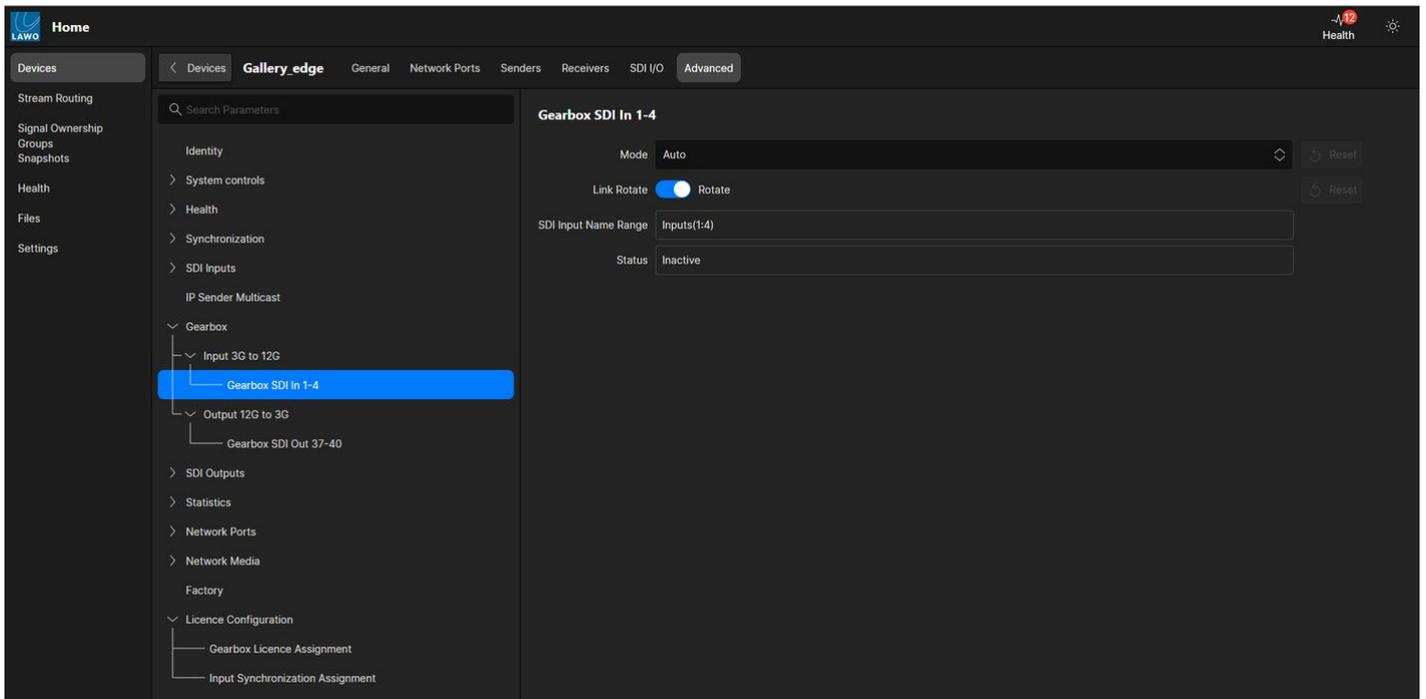 LAWO
Home
12
Health
Devices
Stream Routing
Signal Ownership
Groups
Snapshots
Health
Files
Settings
Devices
Gallery_edge
General
Network Ports
Senders
Receivers
SDI I/O
Advanced
Search Parameters
Identity
System controls
Health
Synchronization
SDI Inputs
IP Sender Multicast
Gearbox
Input 3G to 12G
Gearbox SDI In 1-4
Output 12G to 3G
Gearbox SDI Out 37-40
SDI Outputs
Statistics
Network Ports
Network Media
Factory
Licence Configuration
Gearbox Licence Assignment
Input Synchronization Assignment
Gearbox SDI In 1-4
Mode Auto Reset
Link Rotate Rotate Reset
SDI Input Name Range Inputs(1:4)
Status Inactive